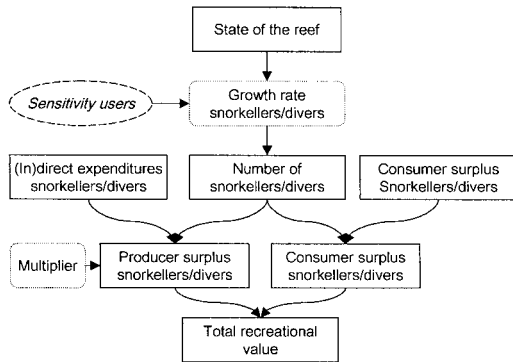 State of the reef
Sensitivity users
Growth rate
snorkellers/divers
(In)direct expenditures
snorkellers/divers
Number of
snorkellers/divers
Consumer surplus
Snorkellers/divers
Multiplier
Producer surplus
snorkellers/divers
Consumer surplus
snorkellers/divers
Total recreational
value